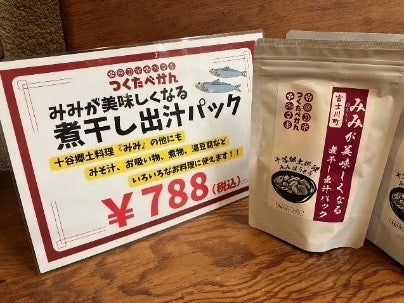 つくたべかん
みみが美味しくなる
煮干し出汁パック
十谷郷土料理『みみ』の他にも
みそ汁、お吸い物、煮物、湯豆腐など
いろいろなお料理に使えます!!
¥788(税込)
富士川町
みみが美味しくなる
煮干し出汁パック
十谷郷土料理